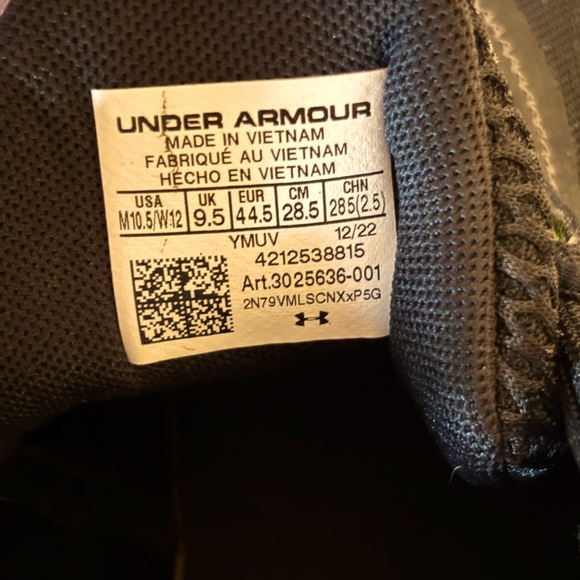 UNDER ARMOUR
MADE IN VIETNAM
FABRIQUÉ AU VIETNAM
HECHO EN VIETNAM
USA UK EUR CM CHN
M10.5/W12 9.5 44.5 28.5 285(2.5)
YMUV 12/22
4212538815
Art.3025636-001
2N79VMLSCNXxP5G